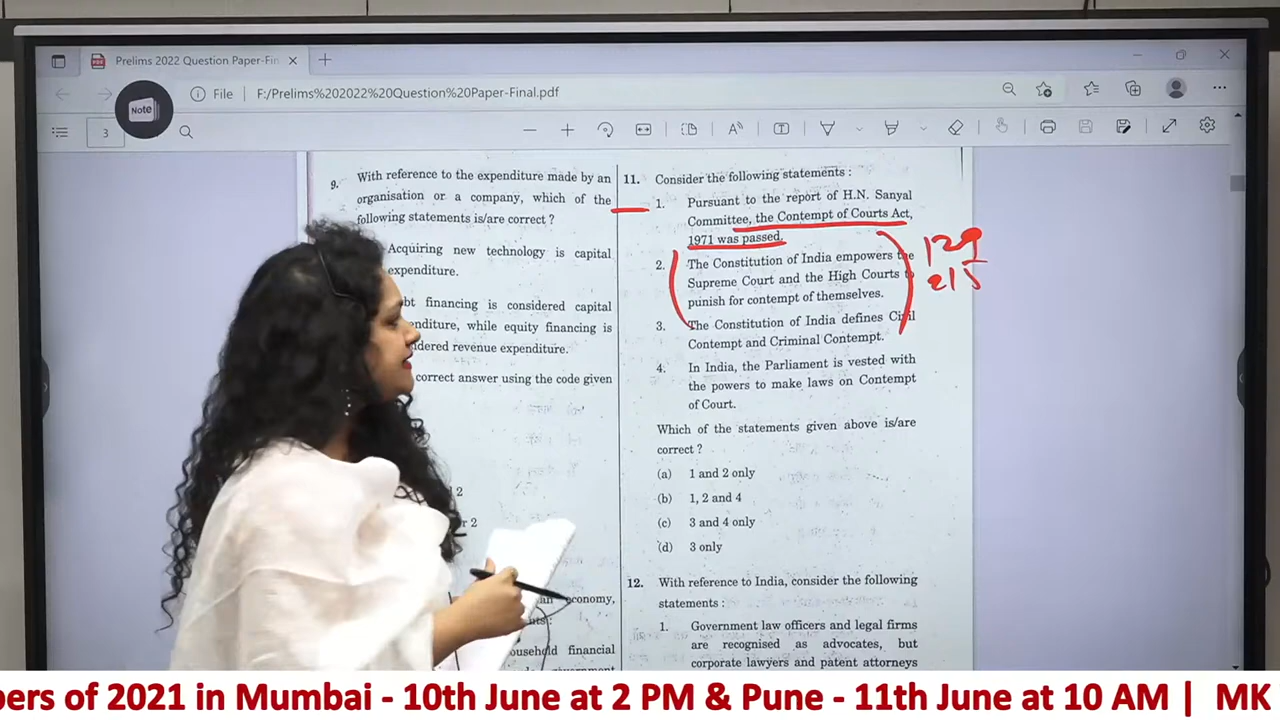 Prelims 2022 Question Paper-Fin
Note
File
F:/Prelims%202022%20Question%20Paper-Final.pdf
3
9. With reference to the expenditure made by an
organisation or a company, which of the
following statements is/are correct ?
Acquiring new technology is capital
expenditure.
bt financing is considered capital
nditure, while equity financing is
dered revenue expenditure.
correct answer using the code given
2
r 2
economy,
ousehold financial
11. Consider the following statements :
1. Pursuant to the report of H.N. Sanyal
Committee, the Contempt of Courts Act,
1971 was passed.
2. The Constitution of India empowers the
Supreme Court and the High Courts t
punish for contempt of themselves.
3. The Constitution of India defines Civil
Contempt and Criminal Contempt.
4. In India, the Parliament is vested with
the powers to make laws on Contempt
of Court.
Which of the statements given above is/are
correct ?
(a) 1 and 2 only
(b) 1, 2 and 4
(c) 3 and 4 only
(d) 3 only
12. With reference to India, consider the following
statements :
1. Government law officers and legal firms
are recognised as advocates, but
corporate lawyers and patent attorneys
129
215
pers of 2021 in Mumbai - 10th June at 2 PM & Pune - 11th June at 10 AM | MK